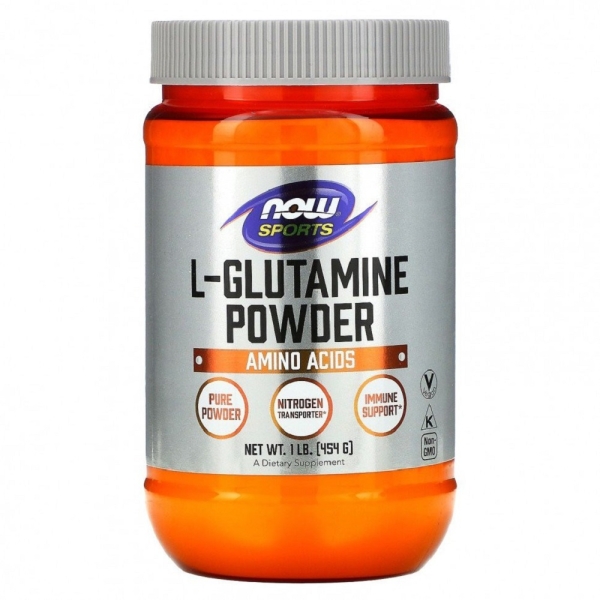 NOW®
SPORTS
L-GLUTAMINE
POWDER
AMINO ACIDS
PURE
POWDER
NITROGEN
TRANSPORTER*
IMMUNE
SUPPORT*
NET WT. 1 LB. (454 G)
A Dietary Supplement
V
K
Non-
GMO